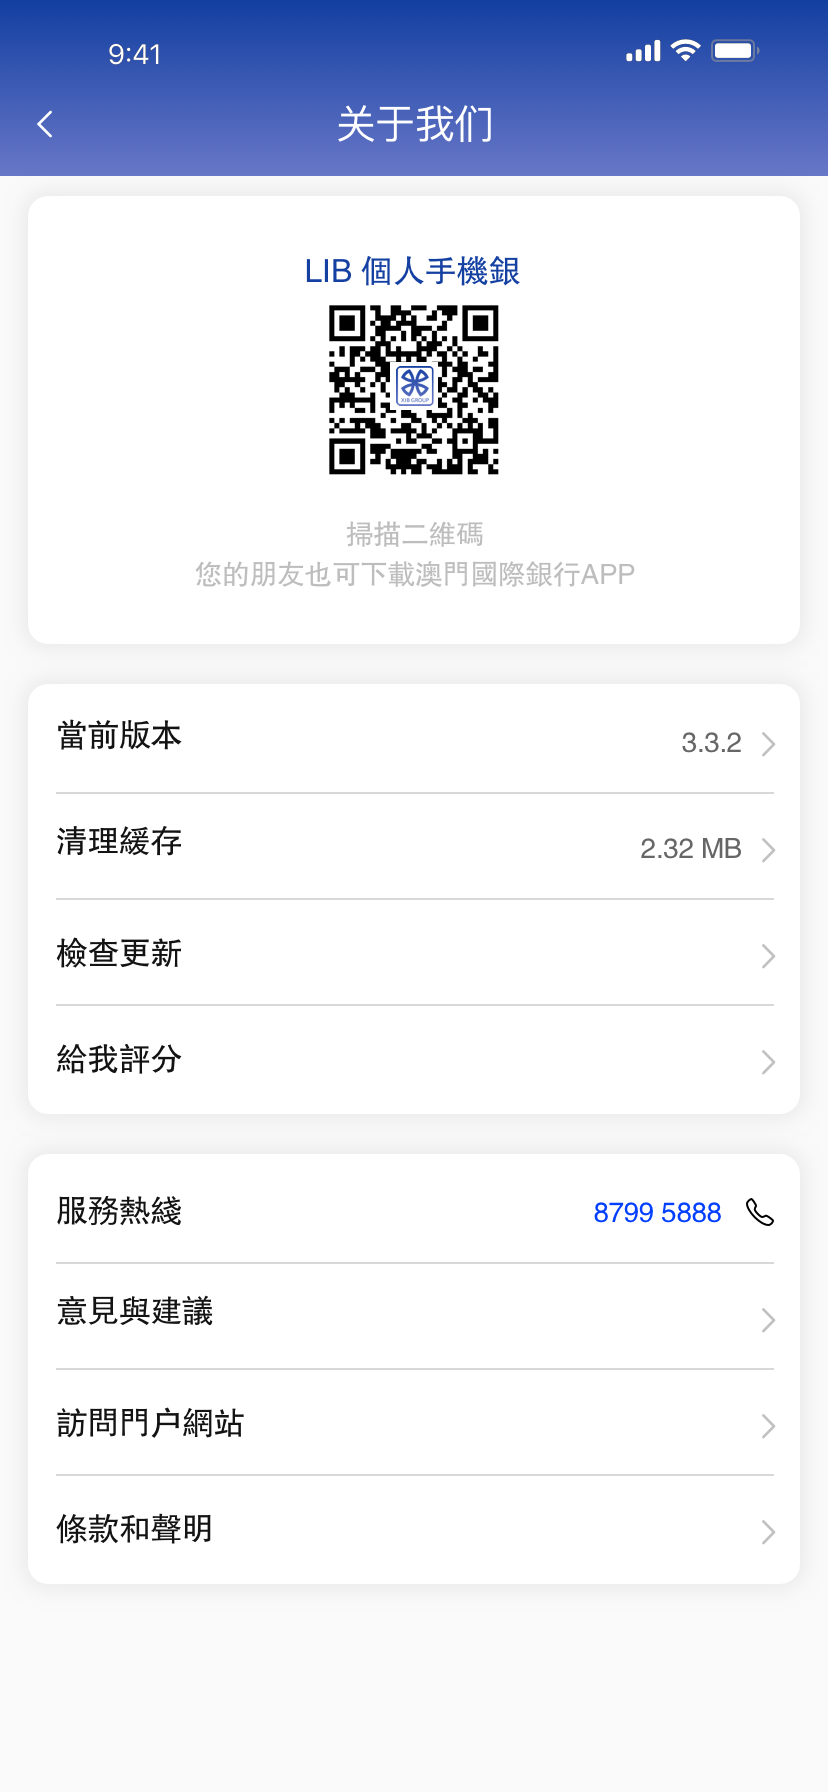 9:41
关于我们
LIB 個人手機銀
XIB GROUP
掃描二維碼
您的朋友也可下載澳門國際銀行APP
當前版本
3.3.2
清理緩存
2.32 MB
檢查更新
給我評分
服務熱綫
8799 5888
意見與建議
訪問門户網站
條款和聲明